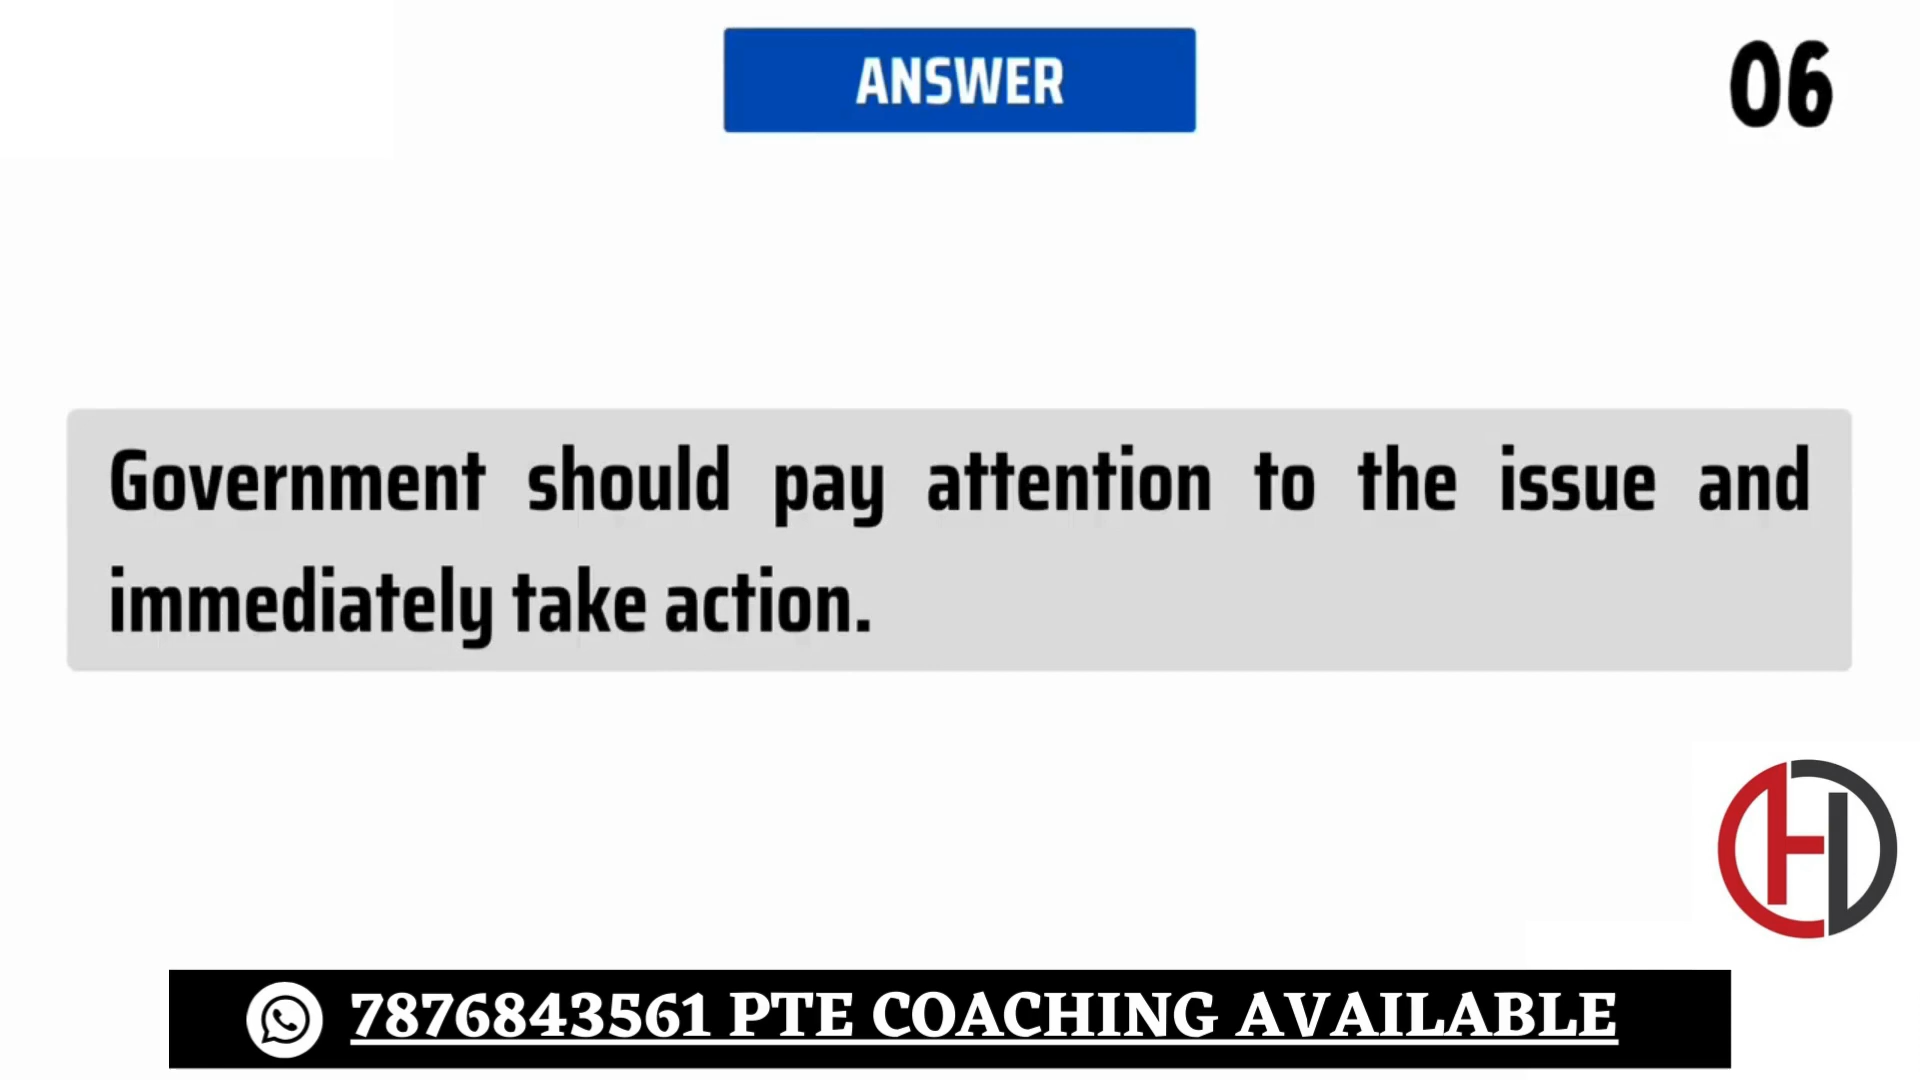 ANSWER
06
Government should pay attention to the issue and
immediately take action.
7876843561 PTE COACHING AVAILABLE